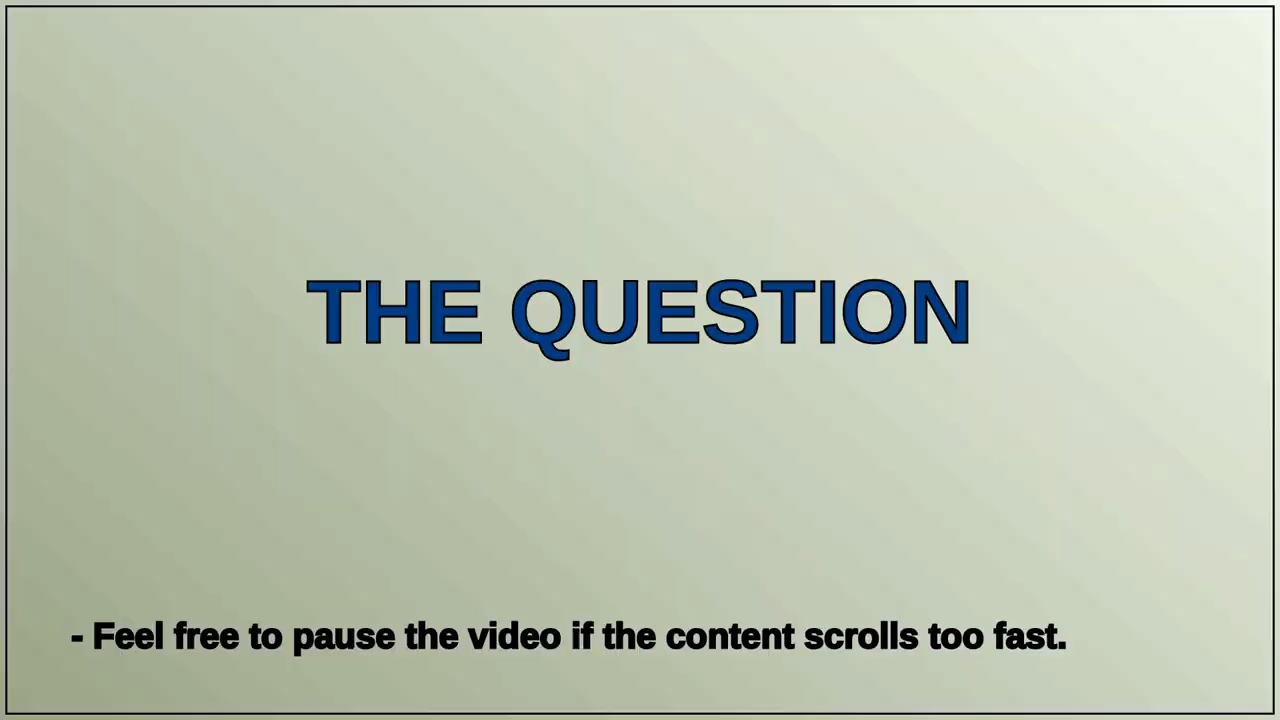 THE QUESTION
- Feel free to pause the video if the content scrolls too fast.